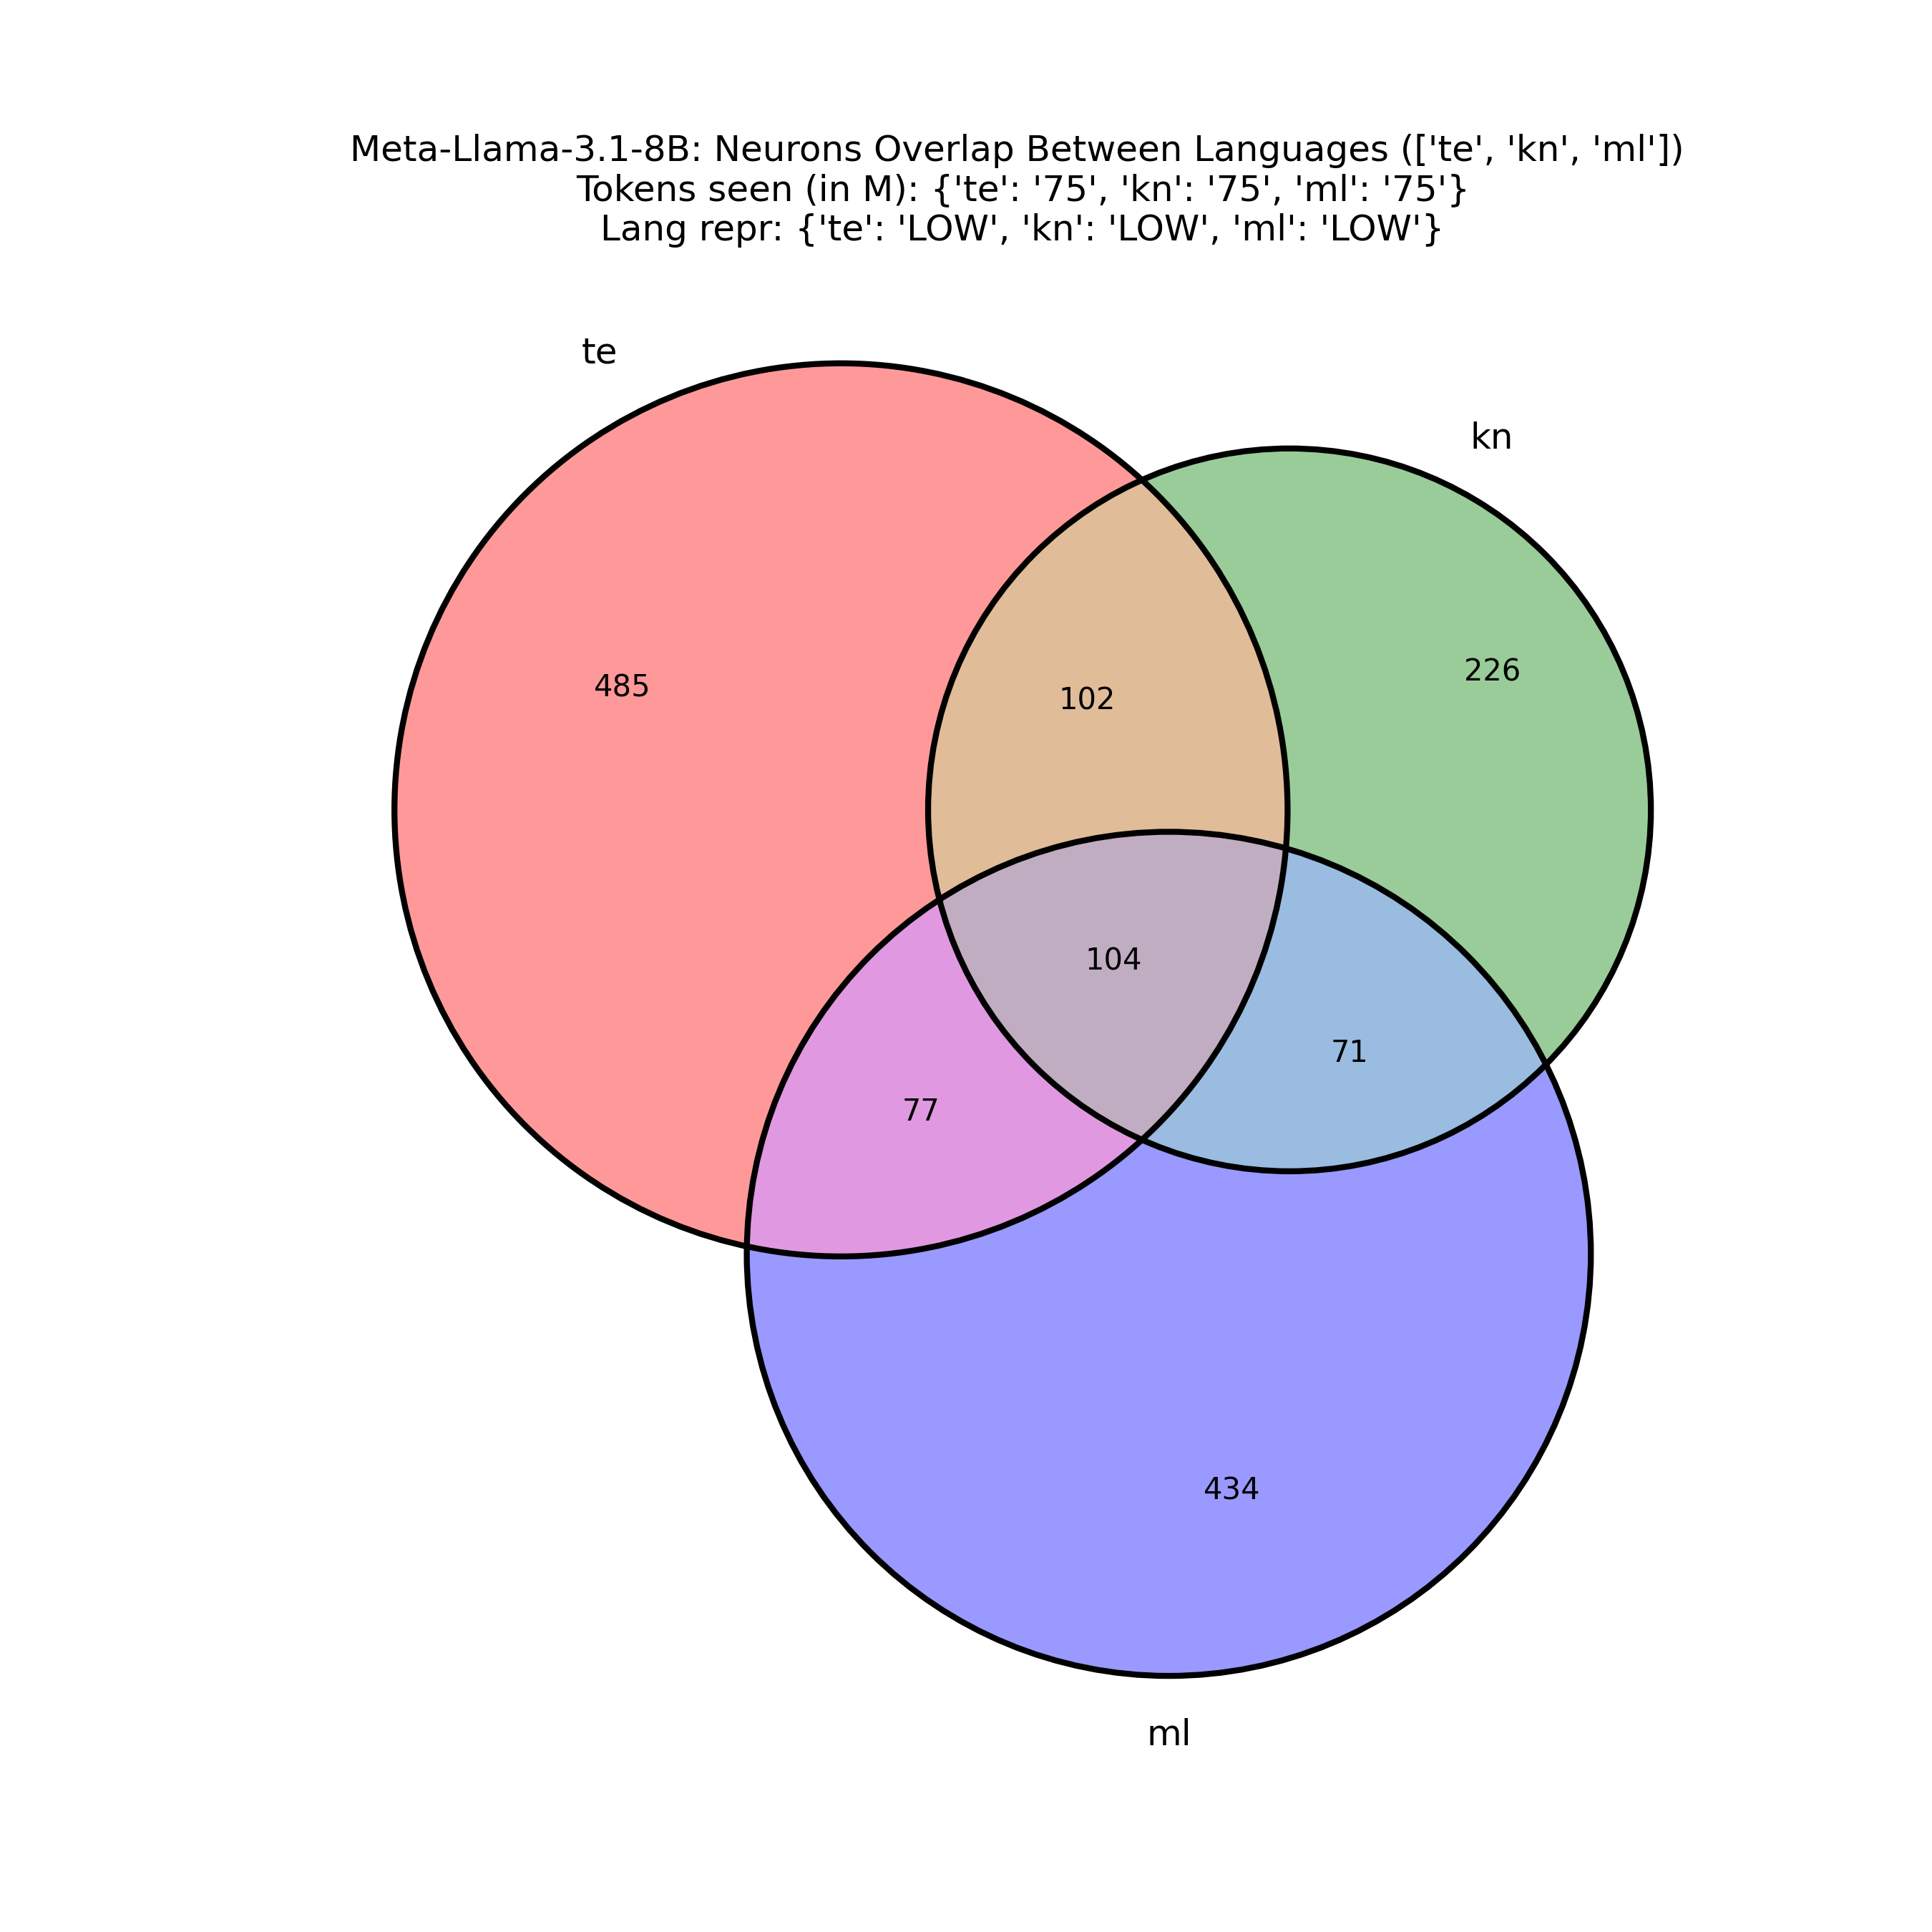 Meta-Llama-3.1-8B: Neurons Overlap Between Languages (['te', 'kn', 'ml'])
Tokens seen (in M): {'te': '75', 'kn': '75', 'ml': '75'}
Lang repr: {'te': 'LOW', 'kn': 'LOW', 'ml': 'LOW'}
te
kn
485
102
226
104
71
77
434
ml